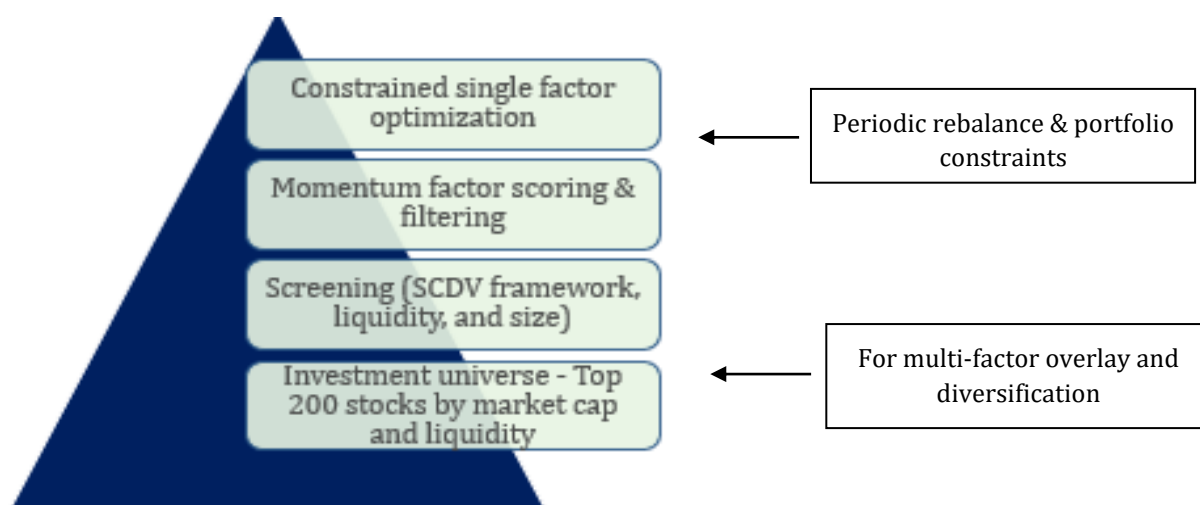 Constrained single factor
optimization
Periodic rebalance & portfolio
constraints
Momentum factor scoring &
filtering
Screening (SCDV framework,
liquidity, and size)
For multi-factor overlay and
diversification
Investment universe - Top
200 stocks by market cap
and liquidity